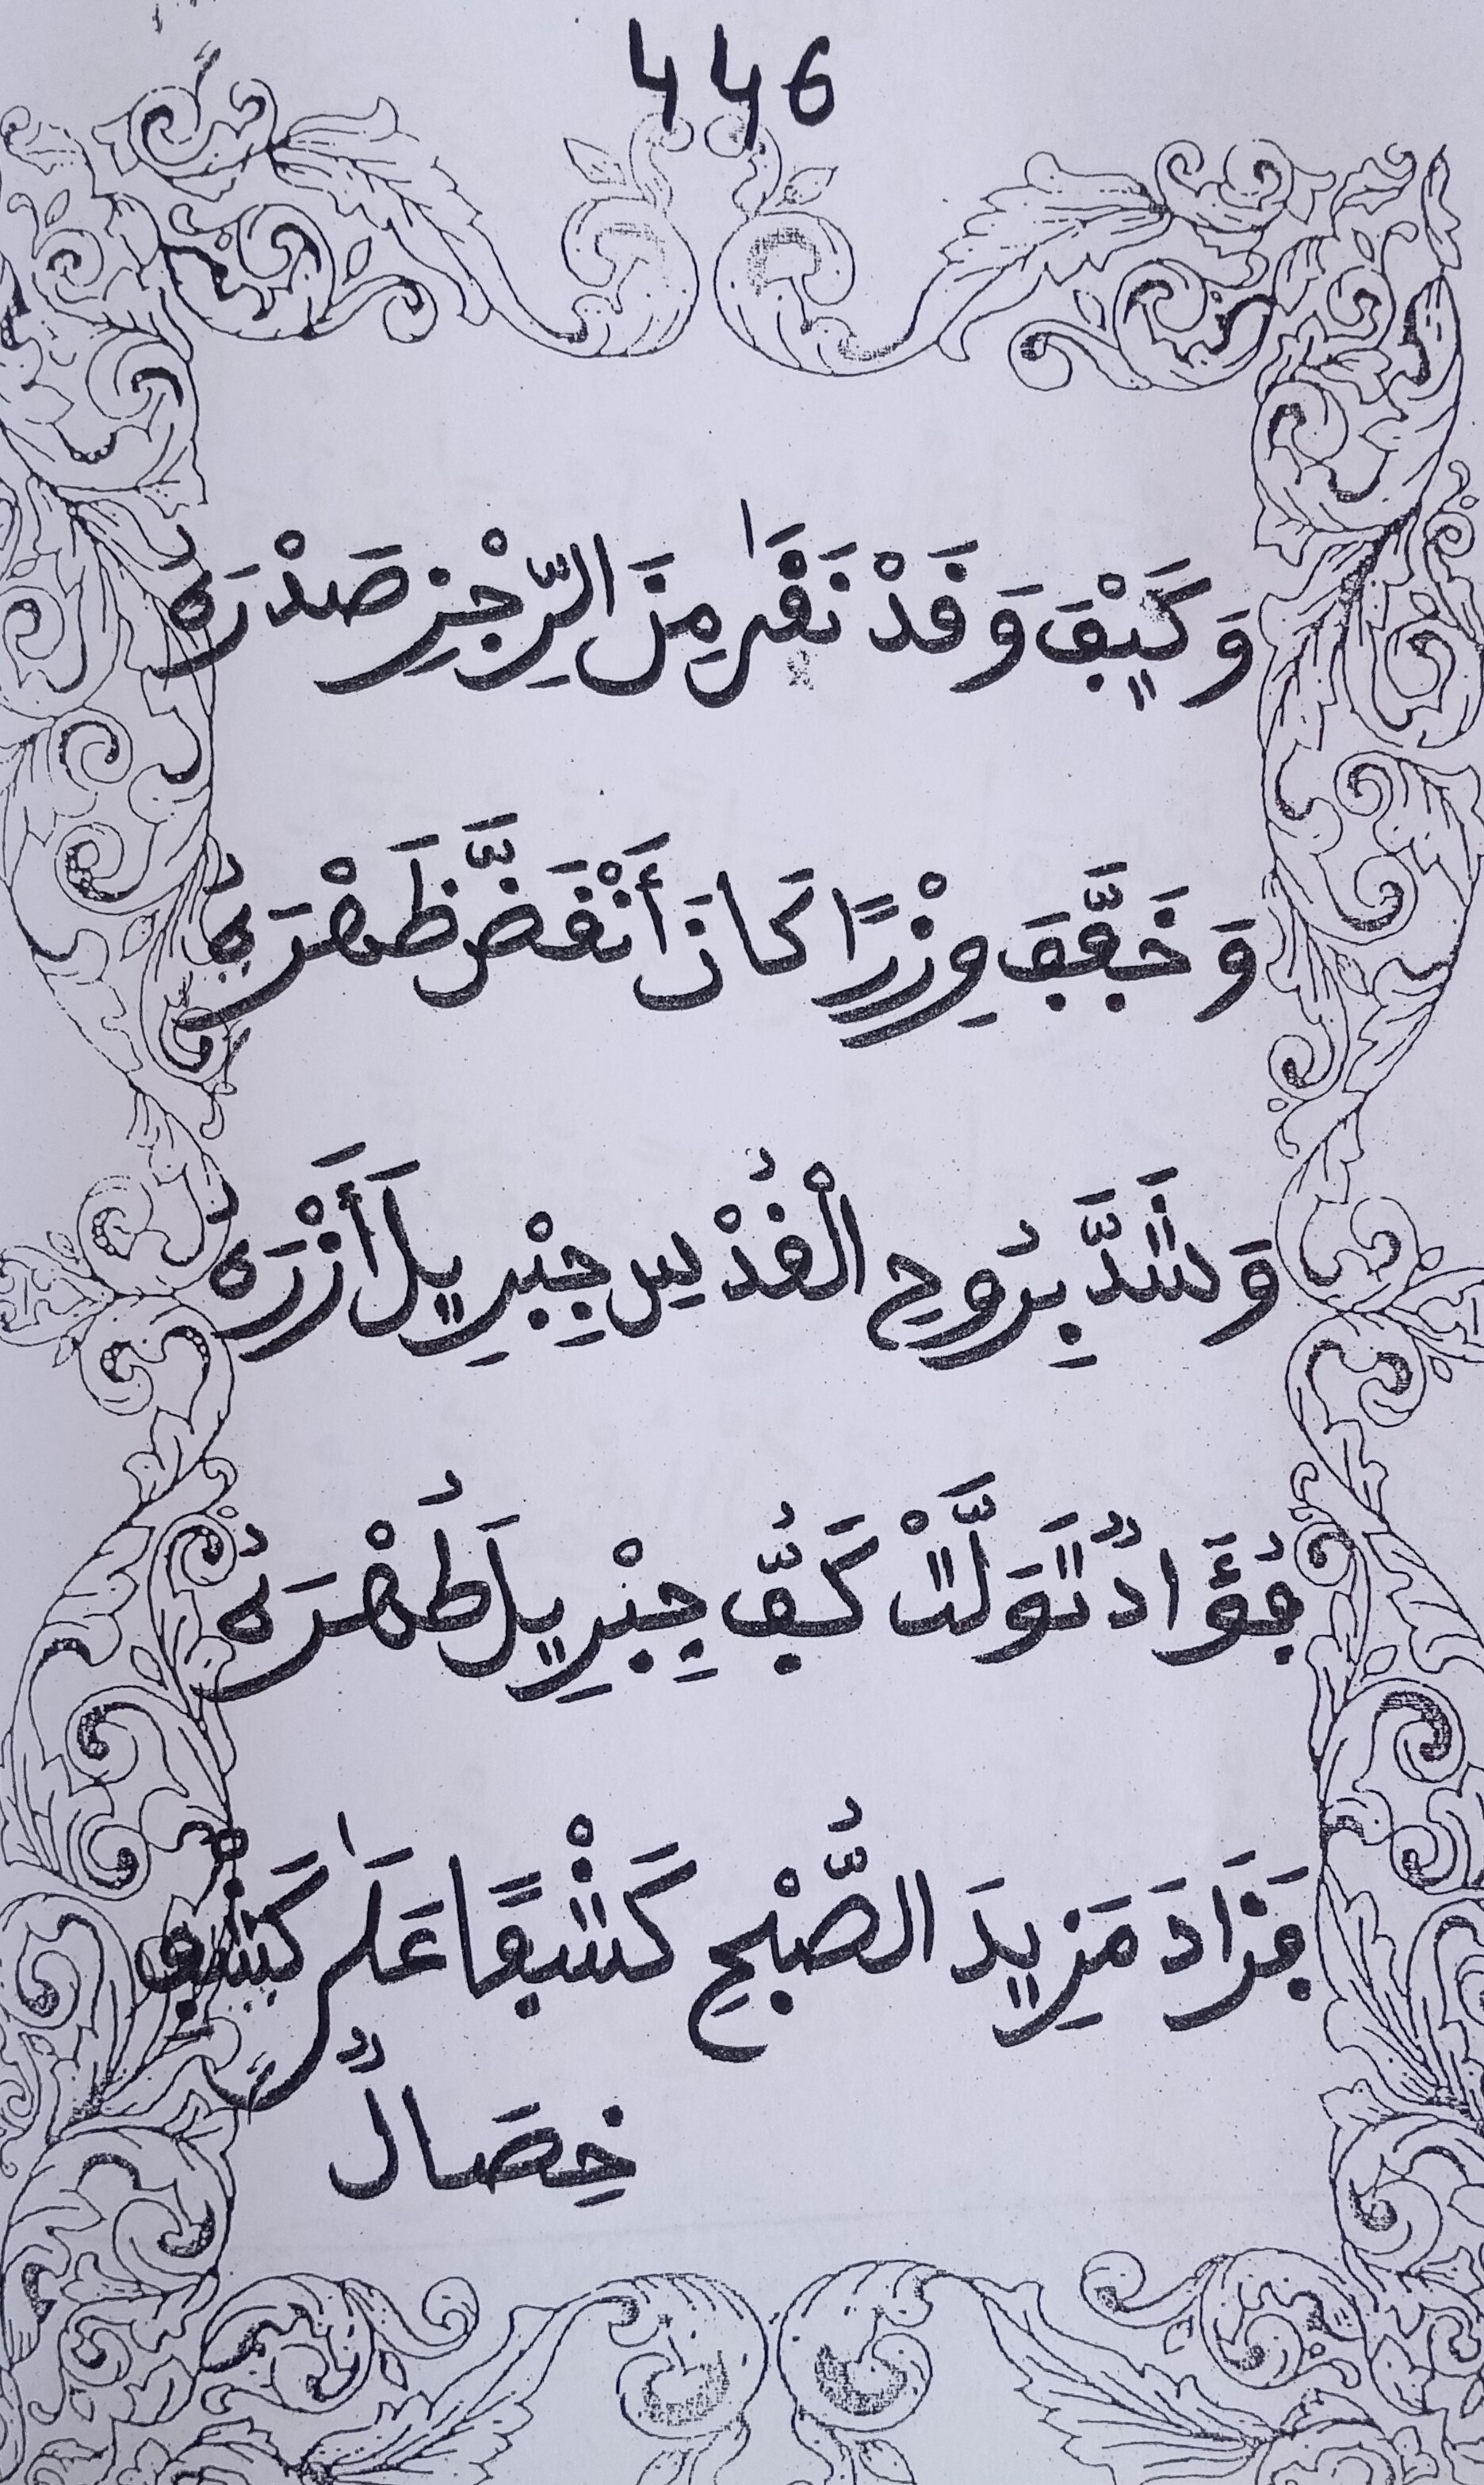 446
وَكَيْفَ وَقَدْ نَقَىٰ مِنَ الرِّجْزِ صَدْرَهُ
وَخَفَّفَ وِزْرًا كَانَ أَنْقَضَّ ظَهْرَهُ
وَشَدَّ بِرُوحِ الْقُدْسِ جِبْرِيلَ أَزْرَهُ
فُؤَادٌ تَوَلَّتْ كَفُّ جِبْرِيلَ طُهْرَهُ
فَزَادَ مَزِيدَ الصُّبْحِ كَشْفًا عَلَىٰ كَشْفِ
خِصَالٌ